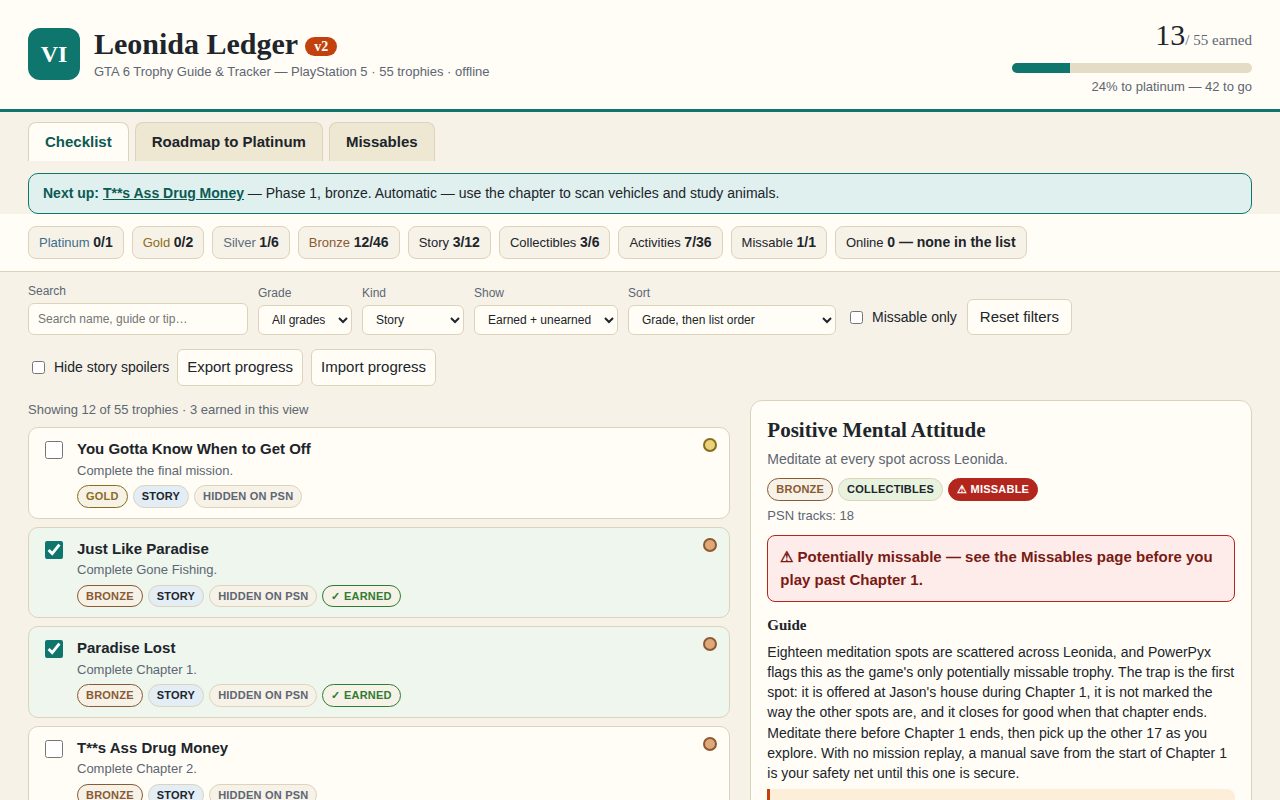 VI
Leonida Ledger v2
GTA 6 Trophy Guide & Tracker — PlayStation 5 · 55 trophies · offline
13 / 55 earned
24% to platinum — 42 to go
Checklist
Roadmap to Platinum
Missables
Next up: T**s Ass Drug Money — Phase 1, bronze. Automatic — use the chapter to scan vehicles and study animals.
Platinum 0/1
Gold 0/2
Silver 1/6
Bronze 12/46
Story 3/12
Collectibles 3/6
Activities 7/36
Missable 1/1
Online 0 — none in the list
Search
Grade
Kind
Show
Sort
Search name, guide or tip…
All grades
Story
Earned + unearned
Grade, then list order
Missable only
Reset filters
Hide story spoilers
Export progress
Import progress
Showing 12 of 55 trophies · 3 earned in this view
You Gotta Know When to Get Off
Complete the final mission.
GOLD
STORY
HIDDEN ON PSN
Just Like Paradise
Complete Gone Fishing.
BRONZE
STORY
HIDDEN ON PSN
✓ EARNED
Paradise Lost
Complete Chapter 1.
BRONZE
STORY
HIDDEN ON PSN
✓ EARNED
T**s Ass Drug Money
Complete Chapter 2.
BRONZE
STORY
HIDDEN ON PSN
Positive Mental Attitude
Meditate at every spot across Leonida.
BRONZE
COLLECTIBLES
⚠ MISSABLE
PSN tracks: 18
⚠ Potentially missable — see the Missables page before you
play past Chapter 1.
Guide
Eighteen meditation spots are scattered across Leonida, and PowerPyx
flags this as the game's only potentially missable trophy. The trap is the first
spot: it is offered at Jason's house during Chapter 1, it is not marked the
way the other spots are, and it closes for good when that chapter ends.
Meditate there before Chapter 1 ends, then pick up the other 17 as you
explore. With no mission replay, a manual save from the start of Chapter 1
is your safety net until this one is secure.